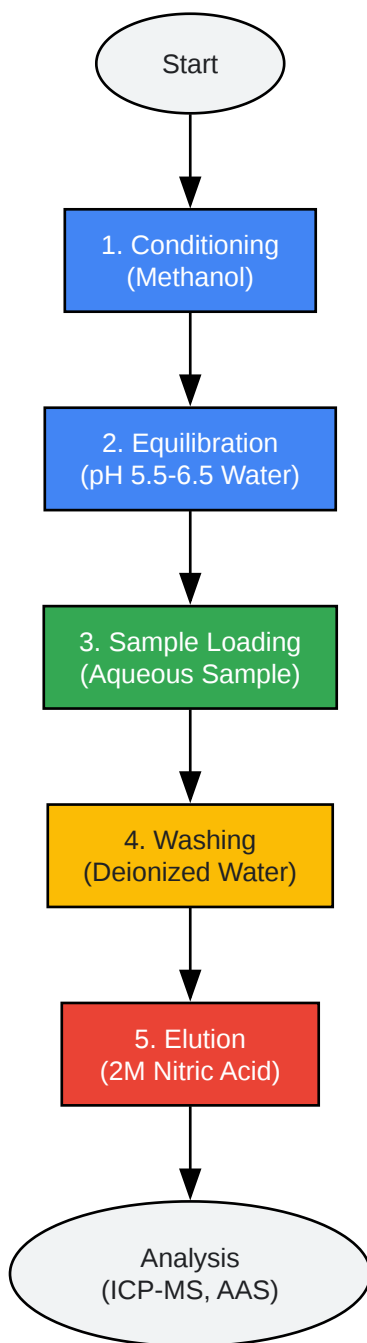 Start
1. Conditioning
(Methanol)
2. Equilibration
(pH 5.5-6.5 Water)
3. Sample Loading
(Aqueous Sample)
4. Washing
(Deionized Water)
5. Elution
(2M Nitric Acid)
Analysis
(ICP-MS, AAS)